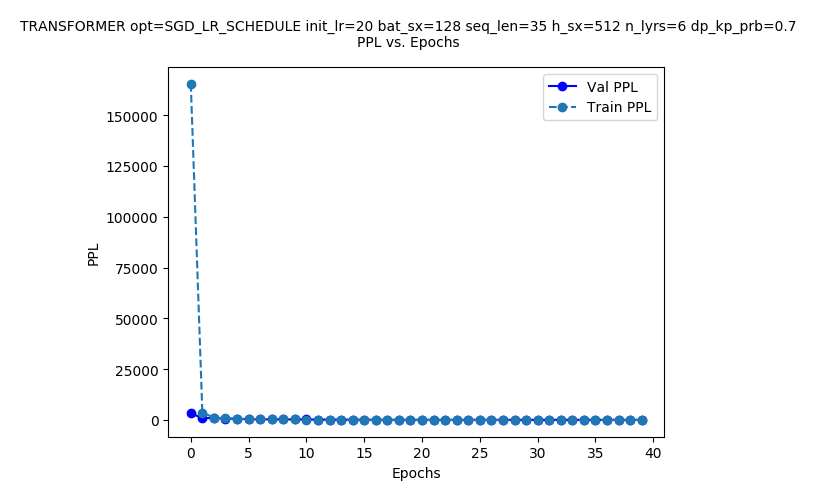 TRANSFORMER opt=SGD_LR_SCHEDULE init_lr=20 bat_sx=128 seq_len=35 h_sx=512 n_lyrs=6 dp_kp_prb=0.7
PPL vs. Epochs
Val PPL
Train PPL
150000
125000
100000
75000
50000
25000
0
PPL
0 5 10 15 20 25 30 35 40
Epochs